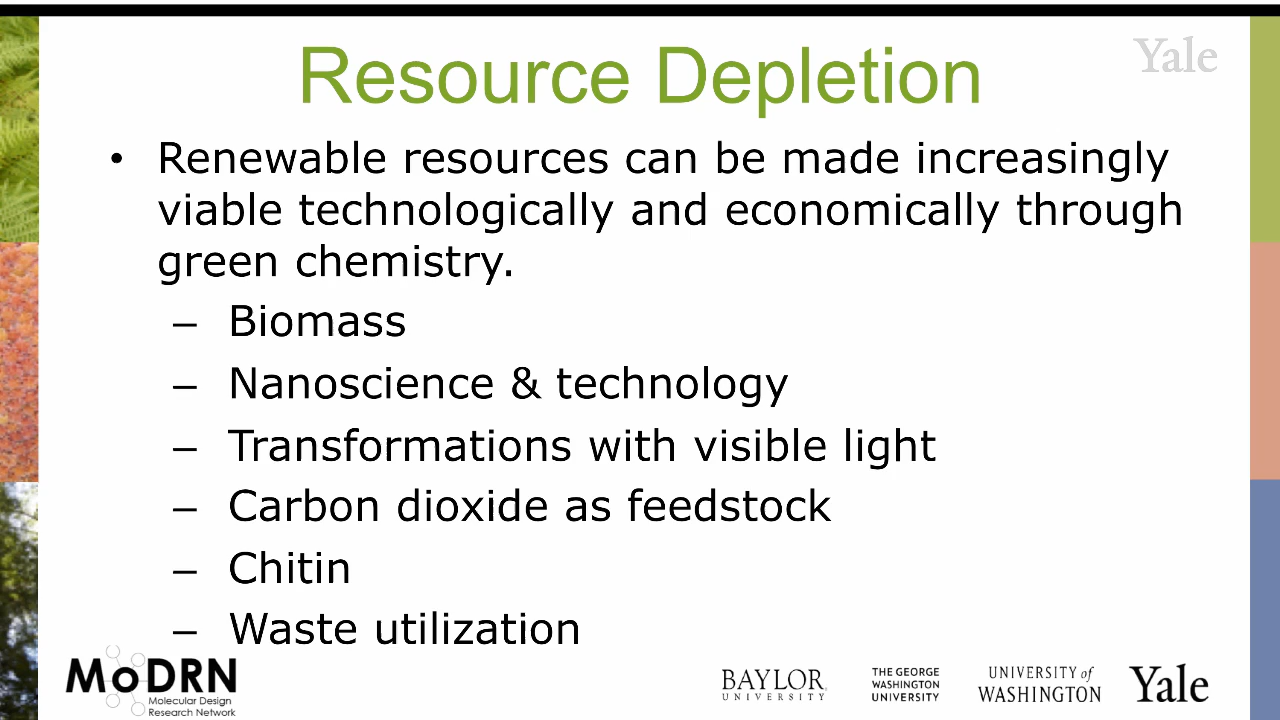 Resource Depletion
Yale
• Renewable resources can be made increasingly
viable technologically and economically through
green chemistry.
– Biomass
– Nanoscience & technology
– Transformations with visible light
– Carbon dioxide as feedstock
– Chitin
– Waste utilization
MoDRN
Molecular Design
Research Network
BAYLOR
UNIVERSITY
THE GEORGE
WASHINGTON
UNIVERSITY
UNIVERSITY of
WASHINGTON
Yale